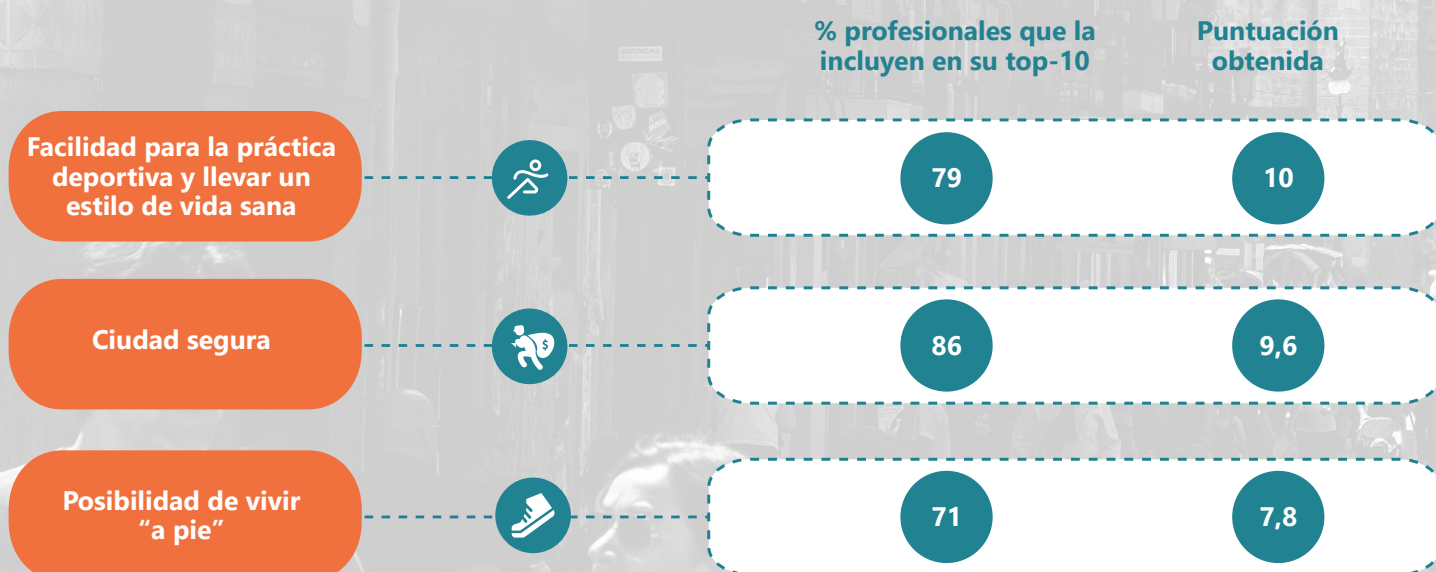 % profesionales que la
incluyen en su top-10
Puntuación
obtenida
Facilidad para la práctica
deportiva y llevar un
estilo de vida sana
79
10
Ciudad segura
$
86
9,6
Posibilidad de vivir
“a pie”
71
7,8